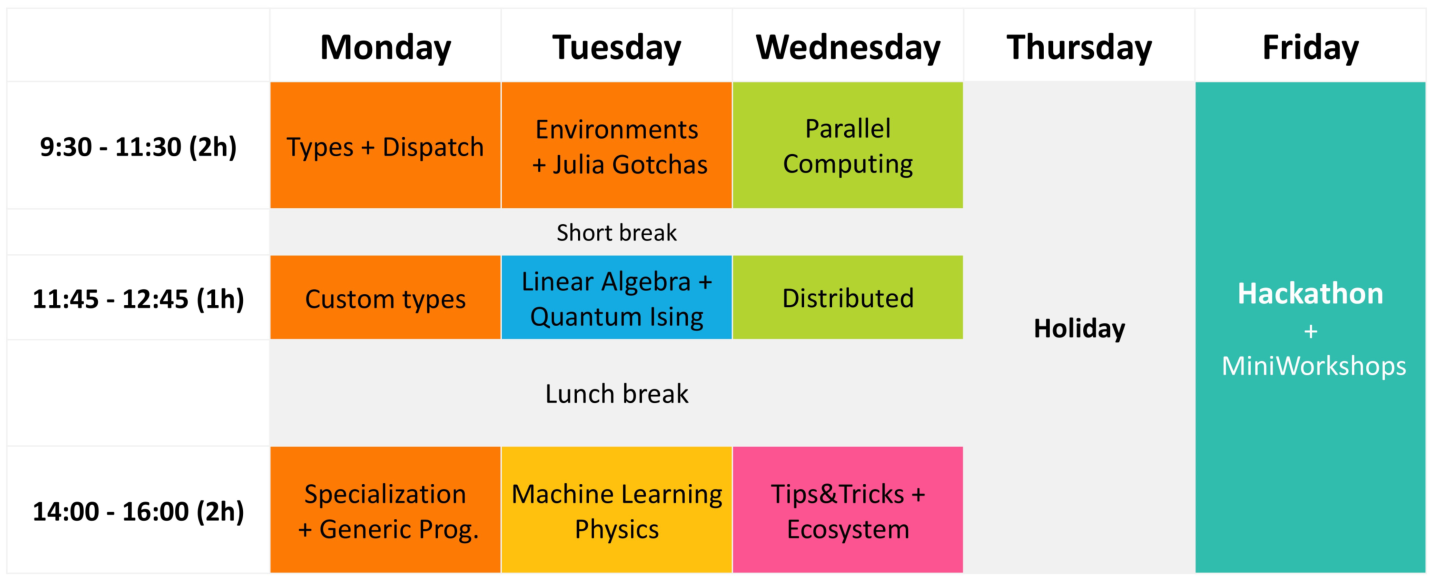 Monday Tuesday Wednesday Thursday Friday
9:30 - 11:30 (2h)
Types + Dispatch
Environments
+ Julia Gotchas
Parallel
Computing
Short break
11:45 - 12:45 (1h)
Custom types
Linear Algebra +
Quantum Ising
Distributed
Holiday
Hackathon
+
MiniWorkshops
Lunch break
14:00 - 16:00 (2h)
Specialization
+ Generic Prog.
Machine Learning
Physics
Tips&Tricks +
Ecosystem